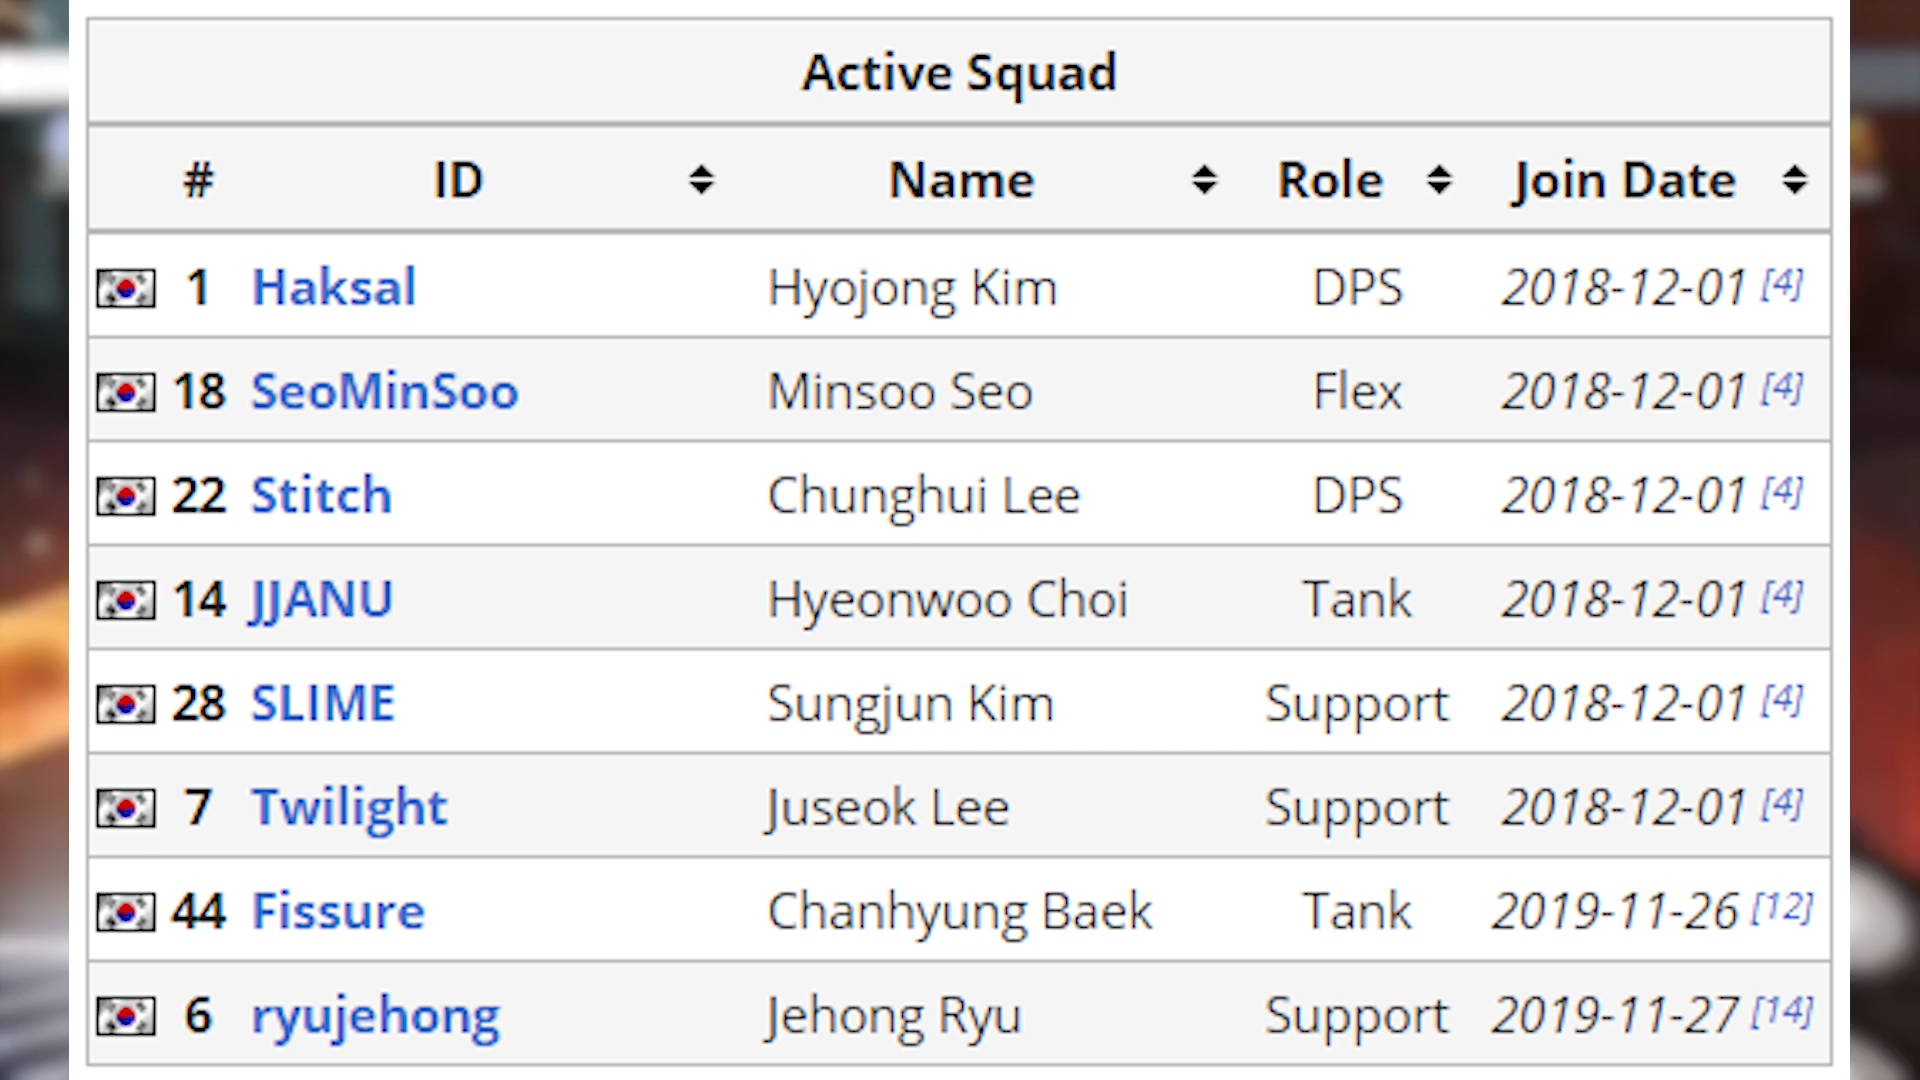 Active Squad
# ID Name Role Join Date
1 Haksal Hyojong Kim DPS 2018-12-01 [4]
18 SeoMinSoo Minsoo Seo Flex 2018-12-01 [4]
22 Stitch Chunghui Lee DPS 2018-12-01 [4]
14 JJANU Hyeonwoo Choi Tank 2018-12-01 [4]
28 SLIME Sungjun Kim Support 2018-12-01 [4]
7 Twilight Juseok Lee Support 2018-12-01 [4]
44 Fissure Chanhyung Baek Tank 2019-11-26 [12]
6 ryujehong Jehong Ryu Support 2019-11-27 [14]